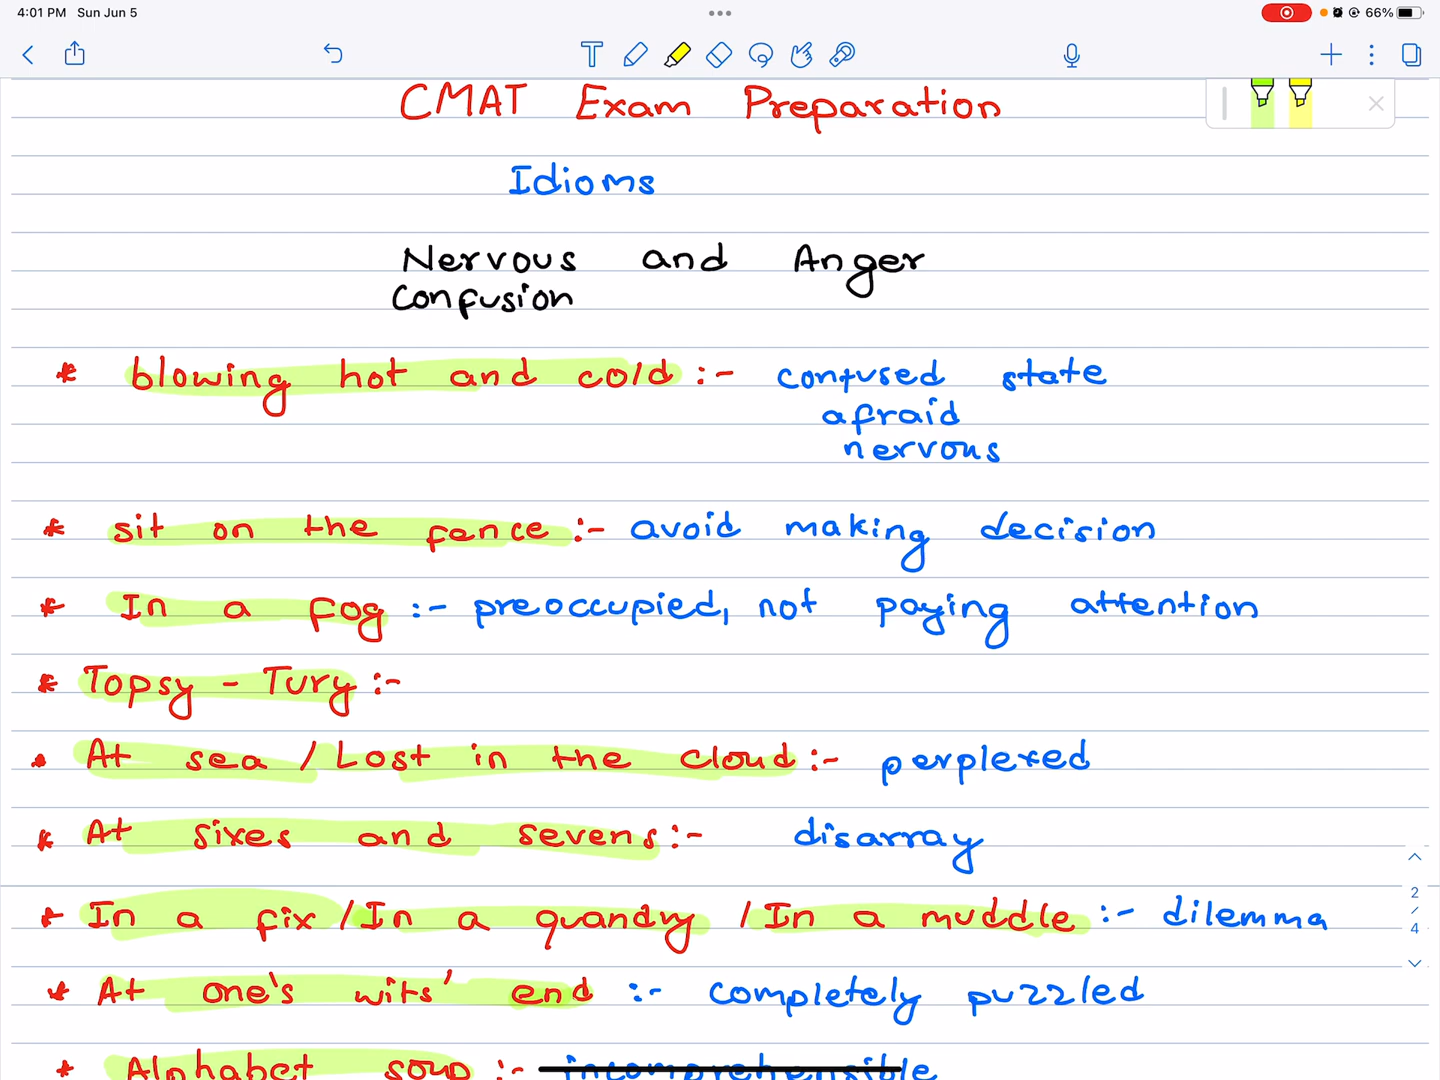 4:01 PM Sun Jun 5
66%
CMAT Exam Preparation
Idioms
Nervous and Anger
Confusion
* blowing hot and cold :- confused state
afraid
nervous
* sit on the fence :- avoid making decision
* In a fog :- preoccupied, not paying attention
* Topsy - Tury :-
• At sea / Lost in the cloud :- perplexed
* At sixes and sevens :- disarray
* In a fix / In a quandry / In a muddle :- dilemma
* At one's wits' end :- completely puzzled
* Alphabet soup :- incomprehensible
2 / 4